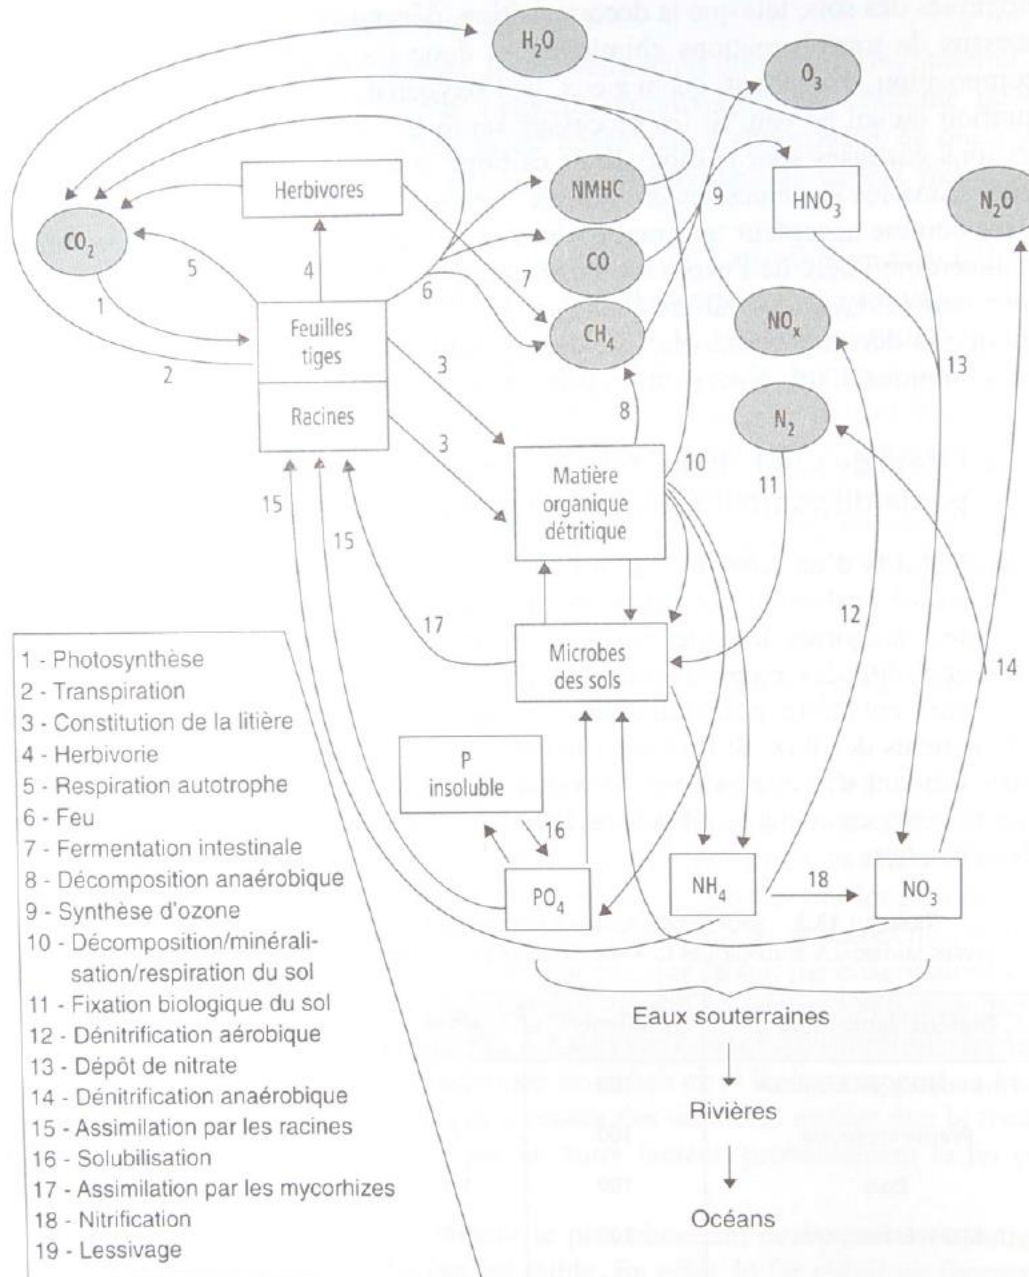 H₂O
O₃
Herbivores
NMHC
9
HNO₃
N₂O
CO₂
CO
5
4
7
6
1
Feuilles
tiges
CH₄
NOₓ
2
3
13
Racines
8
N₂
3
10
11
Matière
organique
détritique
15
15
12
17
Microbes
des sols
14
P
insoluble
16
PO₄
NH₄
18
NO₃
Eaux souterraines
Rivières
Océans
1 - Photosynthèse
2 - Transpiration
3 - Constitution de la litière
4 - Herbivorie
5 - Respiration autotrophe
6 - Feu
7 - Fermentation intestinale
8 - Décomposition anaérobique
9 - Synthèse d'ozone
10 - Décomposition/minérali-
sation/respiration du sol
11 - Fixation biologique du sol
12 - Dénitrification aérobique
13 - Dépôt de nitrate
14 - Dénitrification anaérobique
15 - Assimilation par les racines
16 - Solubilisation
17 - Assimilation par les mycorhizes
18 - Nitrification
19 - Lessivage